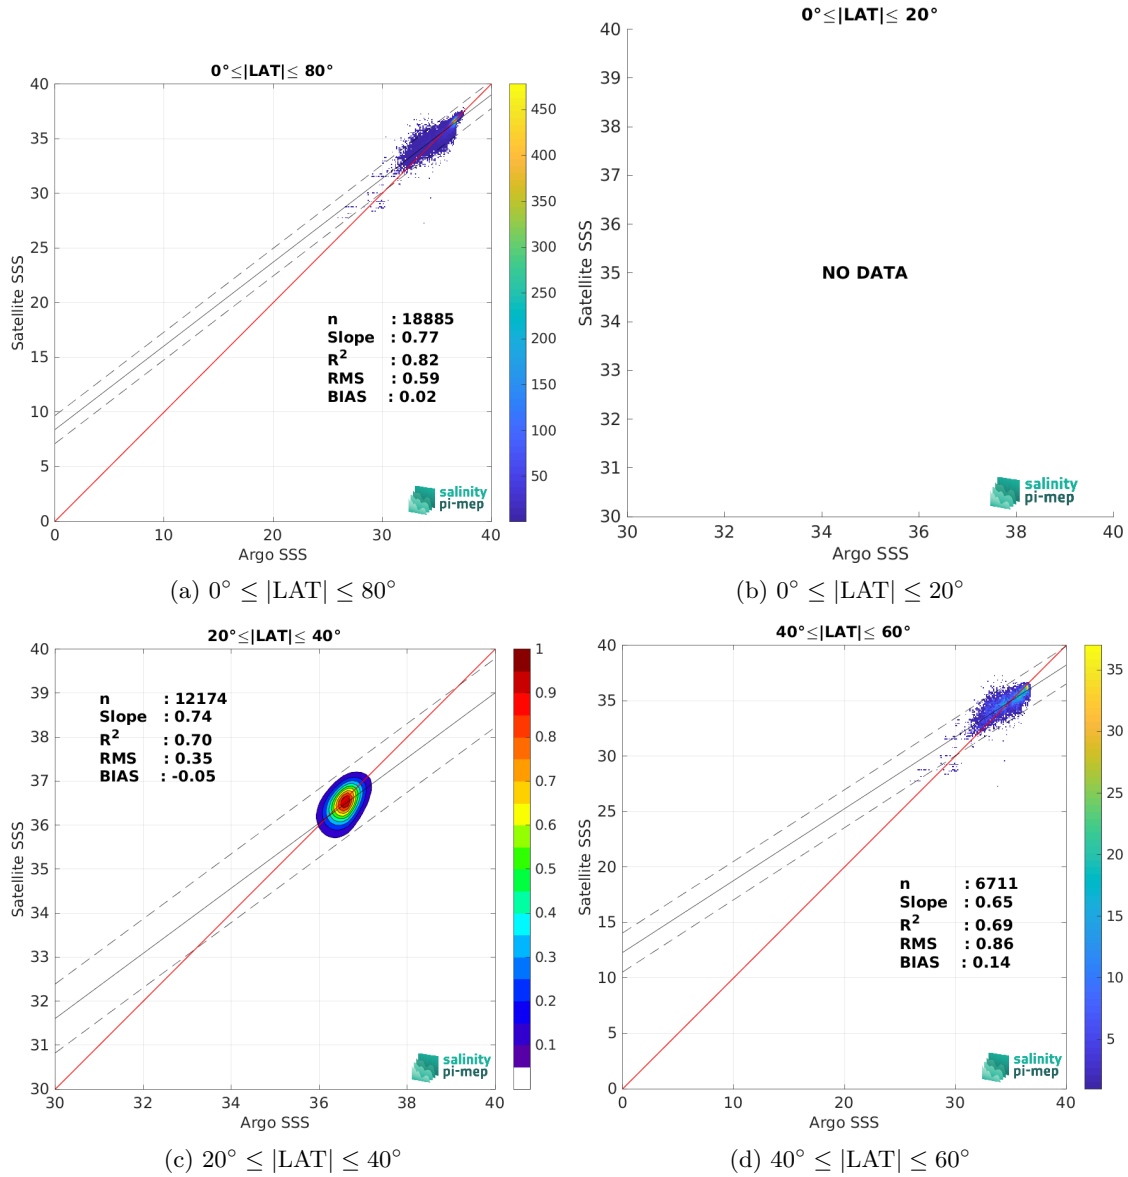 0°≤|LAT|≤ 80°
40
35
30
25
20
15
10
5
0
0
10
20
30
40
Satellite SSS
Argo SSS
n : 18885
Slope : 0.77
R² : 0.82
RMS : 0.59
BIAS : 0.02
450
400
350
300
250
200
150
100
50
salinity
pi-mep
(a) 0° ≤ |LAT| ≤ 80°
0°≤|LAT|≤ 20°
40
39
38
37
36
35
34
33
32
31
30
30
32
34
36
38
40
Satellite SSS
Argo SSS
NO DATA
salinity
pi-mep
(b) 0° ≤ |LAT| ≤ 20°
20°≤|LAT|≤ 40°
40
39
38
37
36
35
34
33
32
31
30
30
32
34
36
38
40
Satellite SSS
Argo SSS
n : 12174
Slope : 0.74
R² : 0.70
RMS : 0.35
BIAS : -0.05
1
0.9
0.8
0.7
0.6
0.5
0.4
0.3
0.2
0.1
salinity
pi-mep
(c) 20° ≤ |LAT| ≤ 40°
40°≤|LAT|≤ 60°
40
35
30
25
20
15
10
5
0
0
10
20
30
40
Satellite SSS
Argo SSS
n : 6711
Slope : 0.65
R² : 0.69
RMS : 0.86
BIAS : 0.14
35
30
25
20
15
10
5
salinity
pi-mep
(d) 40° ≤ |LAT| ≤ 60°